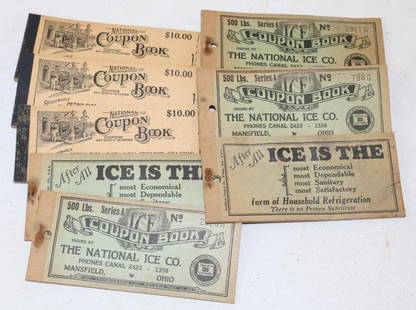 NATIONAL
COUPON
BOOK
$10.00
NATIONAL
COUPON
BOOK
$10.00
NATIONAL
COUPON
BOOK
$10.00
After
All
ICE IS THE
most Economical
most Dependable
most Sanitary
most Satisfactory
500 Lbs. Series A ICE No
COUPON BOOK
ISSUED BY
THE NATIONAL ICE CO.
PHONES CANAL 2423 - 1358
MANSFIELD, OHIO
500 Lbs. Series A ICE No
COUPON BOOK
ISSUED BY
THE NATIONAL ICE CO.
PHONES CANAL 2423 - 1358
MANSFIELD, OHIO
500 Lbs. Series A ICE No
COUPON BOOK
ISSUED BY
THE NATIONAL ICE CO.
PHONES CANAL 2423 - 1358
MANSFIELD, OHIO
After
All
ICE IS THE
most Economical
most Dependable
most Sanitary
most Satisfactory
form of Household Refrigeration
There is no Proven Substitute